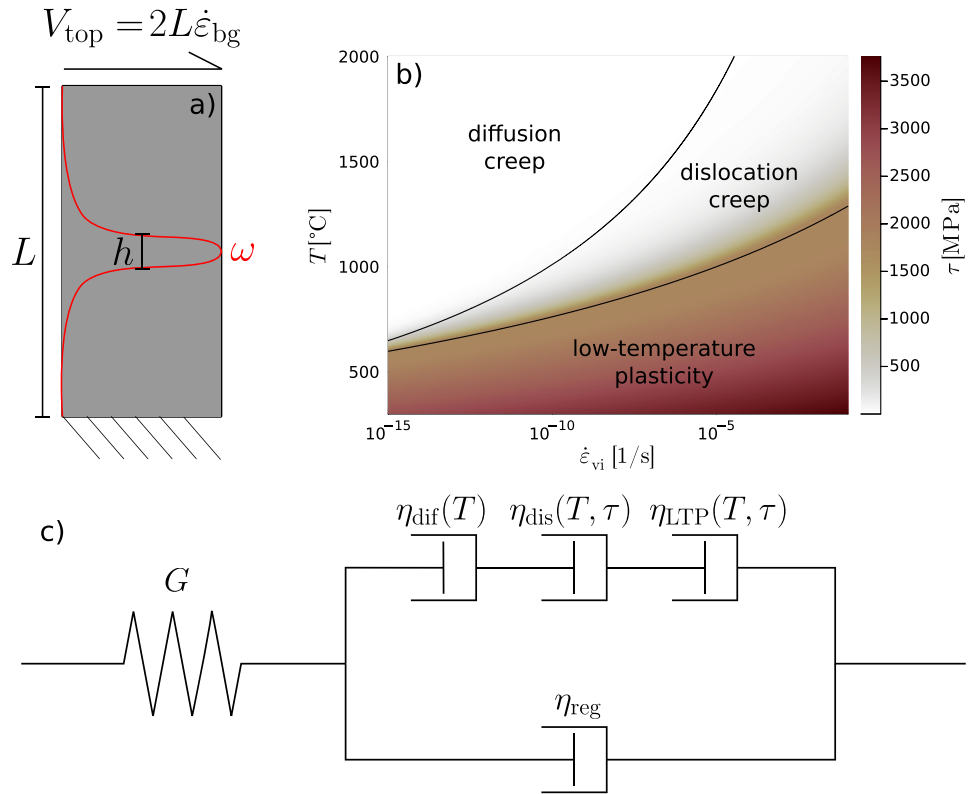 V_top = 2Lε̇_bg
a)
L
h
ω
b)
2000
1500
1000
500
T [°C]
diffusion
creep
dislocation
creep
low-temperature
plasticity
10⁻¹⁵
10⁻¹⁰
10⁻⁵
ε̇_vi [1/s]
3500
3000
2500
2000
1500
1000
500
τ [MPa]
c)
G
η_dif(T)
η_dis(T, τ)
η_LTP(T, τ)
η_reg